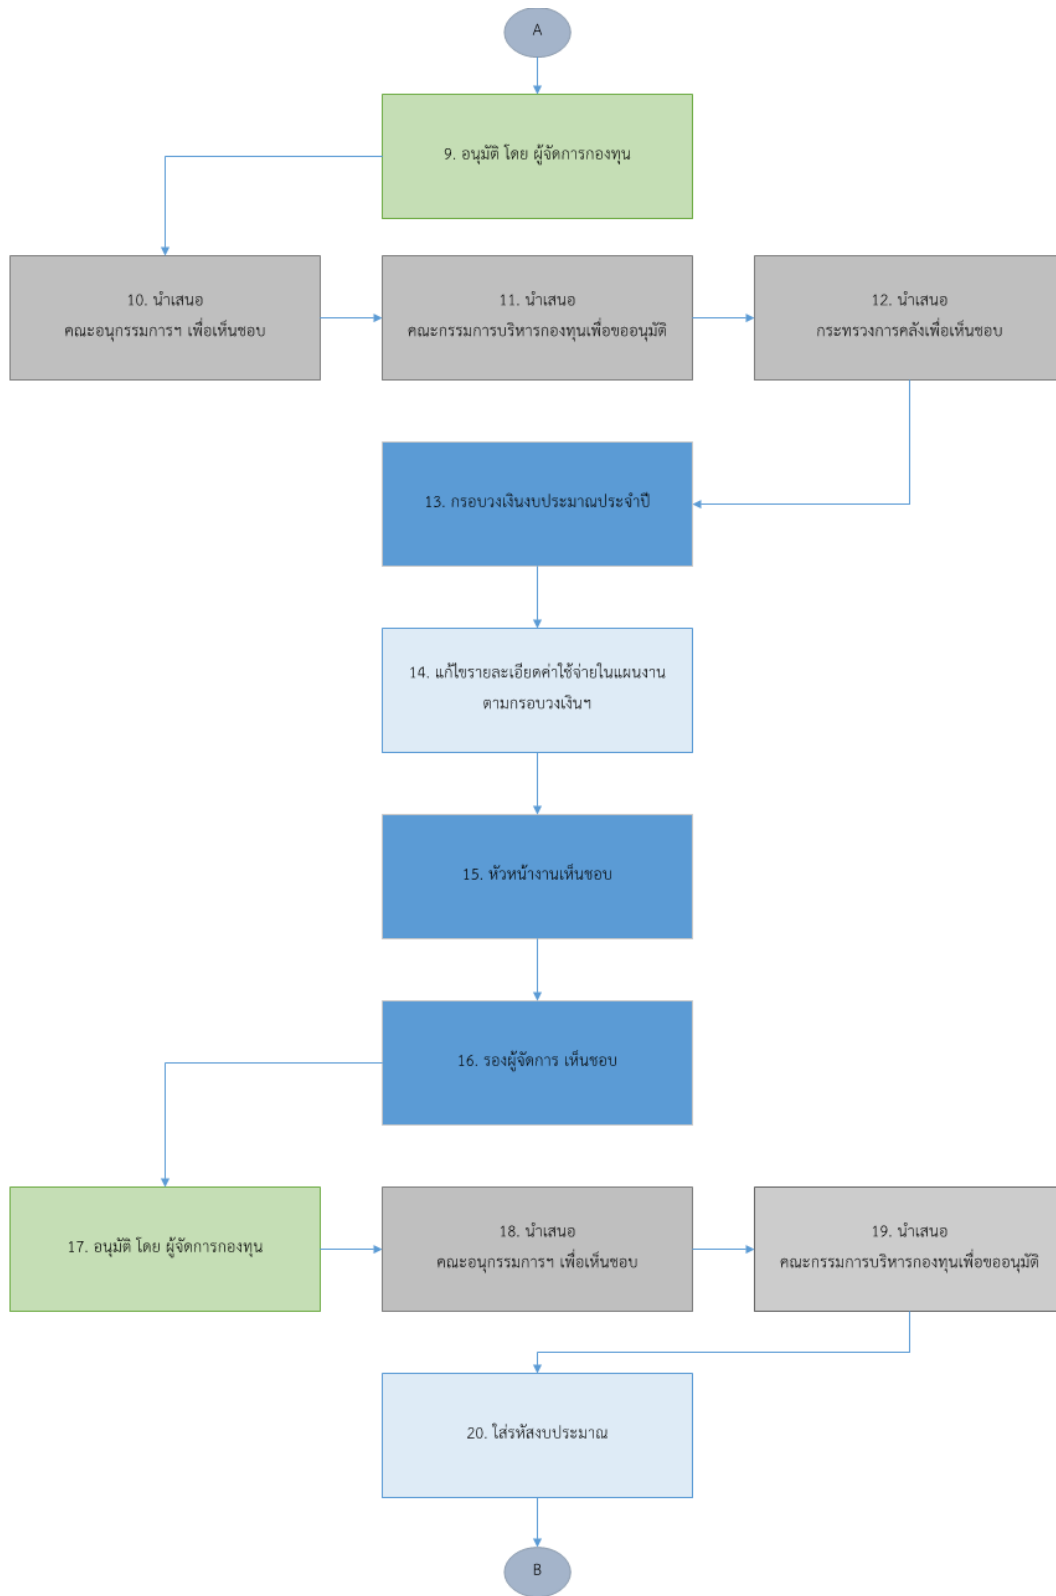 A
9. อนุมัติ โดย ผู้จัดการกองทุน
10. นำเสนอ
คณะอนุกรรมการฯ เพื่อเห็นชอบ
11. นำเสนอ
คณะกรรมการบริหารกองทุนเพื่อขออนุมัติ
12. นำเสนอ
กระทรวงการคลังเพื่อเห็นชอบ
13. กรอบวงเงินงบประมาณประจำปี
14. แก้ไขรายละเอียดค่าใช้จ่ายในแผนงาน
ตามกรอบวงเงินฯ
15. หัวหน้างานเห็นชอบ
16. รองผู้จัดการ เห็นชอบ
17. อนุมัติ โดย ผู้จัดการกองทุน
18. นำเสนอ
คณะอนุกรรมการฯ เพื่อเห็นชอบ
19. นำเสนอ
คณะกรรมการบริหารกองทุนเพื่อขออนุมัติ
20. ใส่รหัสงบประมาณ
B